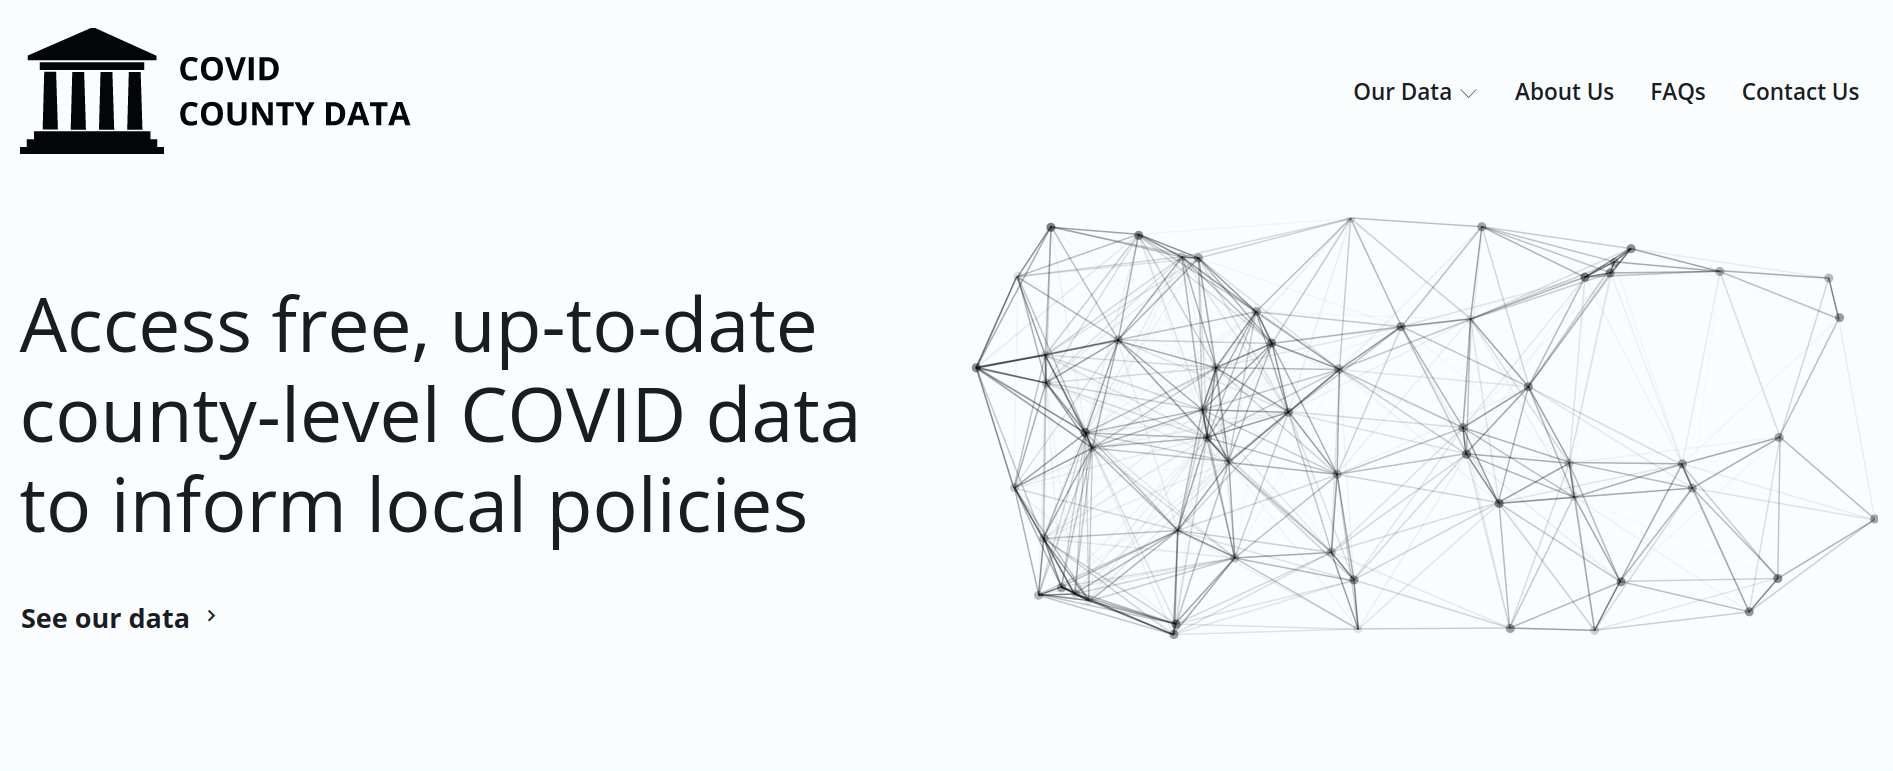 COVID
COUNTY DATA
Our Data
About Us
FAQs
Contact Us
Access free, up-to-date
county-level COVID data
to inform local policies
See our data